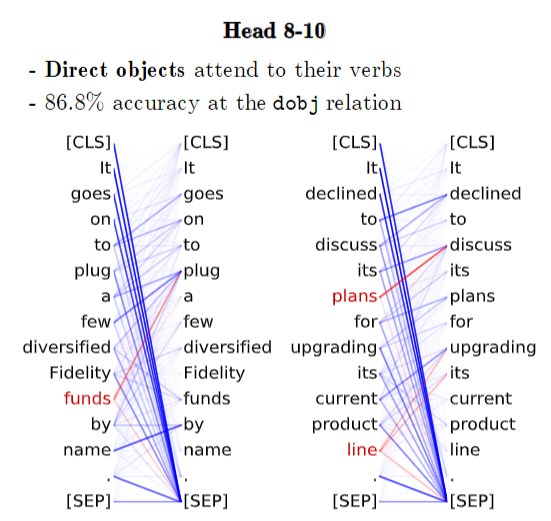 Head 8-10
- Direct objects attend to their verbs
- 86.8% accuracy at the dobj relation
[CLS] [CLS] [CLS] [CLS]
It It It It
goes goes declined declined
on on to to
to to discuss discuss
plug plug its its
a a plans plans
few few for for
diversified diversified upgrading upgrading
Fidelity Fidelity its its
funds funds current current
by by product product
name name line line
. . . .
[SEP] [SEP] [SEP] [SEP]